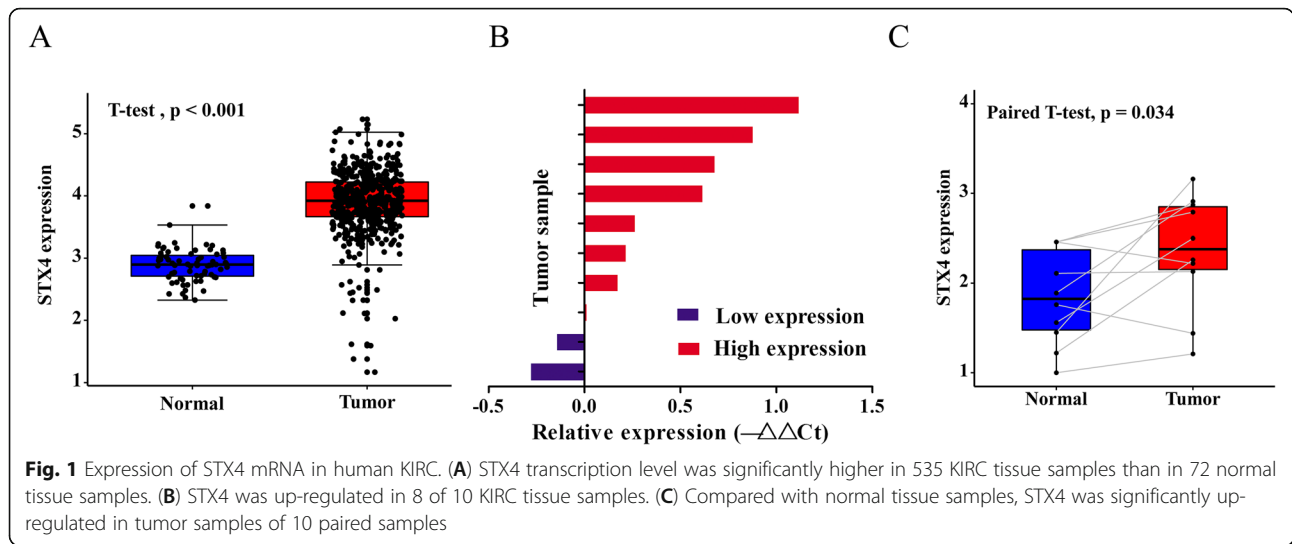 A
B
C
T-test , p < 0.001
STX4 expression
5
4
3
2
1
Normal
Tumor
Tumor sample
Low expression
High expression
-0.5
0.0
0.5
1.0
1.5
Relative expression (—△△Ct)
Paired T-test, p = 0.034
STX4 expression
4
3
2
1
Normal
Tumor
Fig. 1 Expression of STX4 mRNA in human KIRC. (A) STX4 transcription level was significantly higher in 535 KIRC tissue samples than in 72 normal
tissue samples. (B) STX4 was up-regulated in 8 of 10 KIRC tissue samples. (C) Compared with normal tissue samples, STX4 was significantly up-
regulated in tumor samples of 10 paired samples